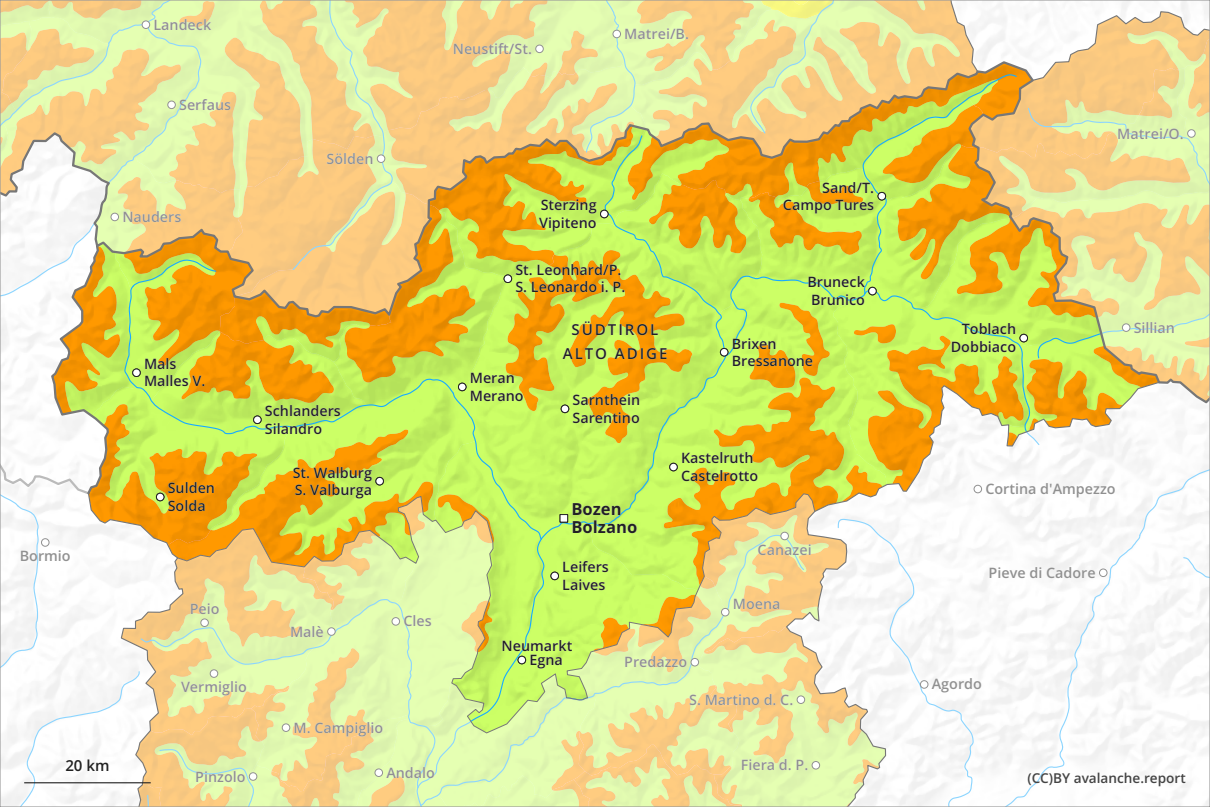 Landeck
Matrei/B.
Neustift/St.
Serfaus
Matrei/O.
Sölden
Sand/T.
Campo Tures
Nauders
Sterzing
Vipiteno
St. Leonhard/P.
S. Leonardo i. P.
Bruneck
Brunico
SÜDTIROL
ALTO ADIGE
Toblach
Dobbiaco
Sillian
Brixen
Bressanone
Mals
Malles V.
Meran
Merano
Sarnthein
Sarentino
Schlanders
Silandro
Kastelruth
Castelrotto
St. Walburg
S. Valburga
Sulden
Solda
Cortina d'Ampezzo
Bozen
Bolzano
Bormio
Canazei
Leifers
Laives
Pieve di Cadore
Peio
Moena
Cles
Malè
Neumarkt
Egna
Predazzo
Vermiglio
Agordo
S. Martino d. C.
M. Campiglio
20 km
Pinzolo
Andalo
Fiera d. P.
(CC)BY avalanche.report